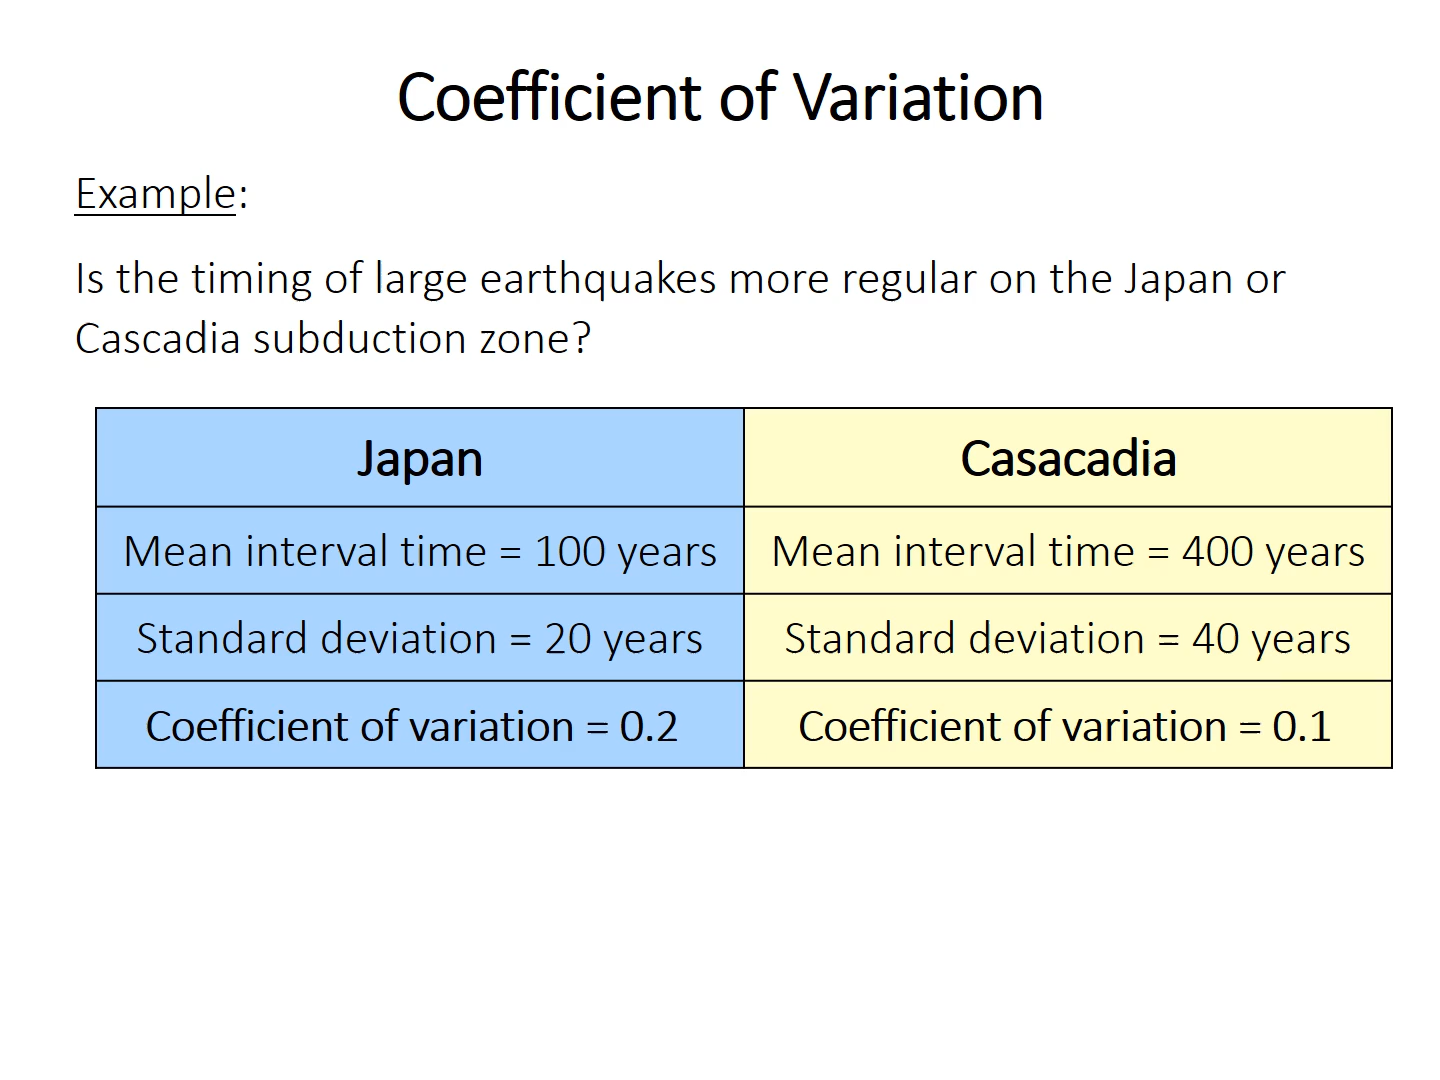 Coefficient of Variation
Example:
Is the timing of large earthquakes more regular on the Japan or
Cascadia subduction zone?
Japan
Casacadia
Mean interval time = 100 years
Mean interval time = 400 years
Standard deviation = 20 years
Standard deviation = 40 years
Coefficient of variation = 0.2
Coefficient of variation = 0.1